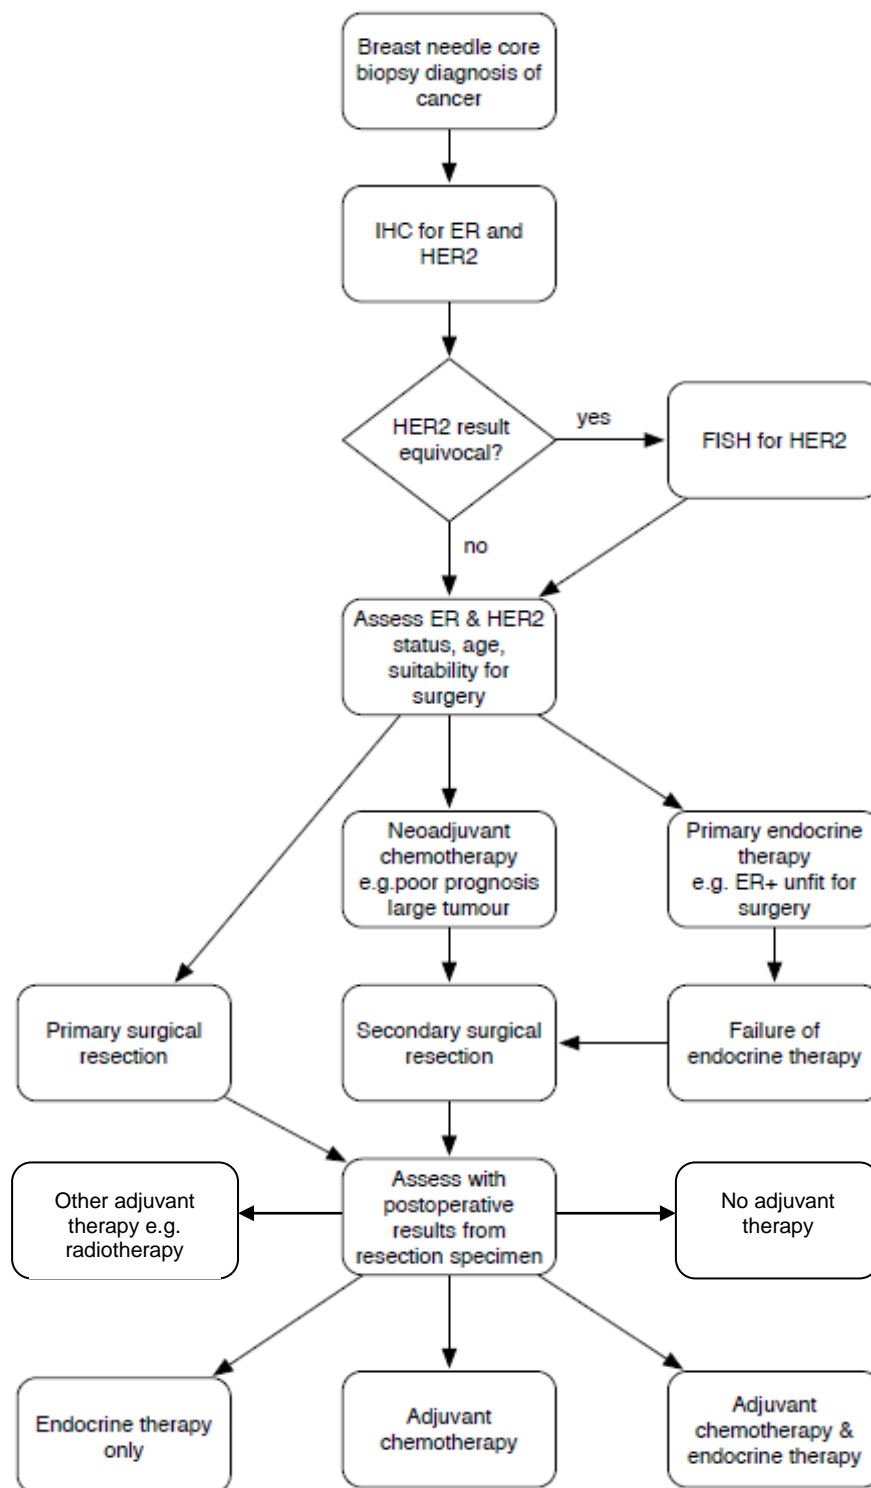 Breast needle core
biopsy diagnosis of
cancer
IHC for ER and
HER2
HER2 result
equivocal?
yes
FISH for HER2
no
Assess ER & HER2
status, age,
suitability for
surgery
Neoadjuvant
chemotherapy
e.g.poor prognosis
large tumour
Primary endocrine
therapy
e.g. ER+ unfit for
surgery
Primary surgical
resection
Secondary surgical
resection
Failure of
endocrine therapy
Other adjuvant
therapy e.g.
radiotherapy
Assess with
postoperative
results from
resection specimen
No adjuvant
therapy
Endocrine therapy
only
Adjuvant
chemotherapy
Adjuvant
chemotherapy &
endocrine therapy